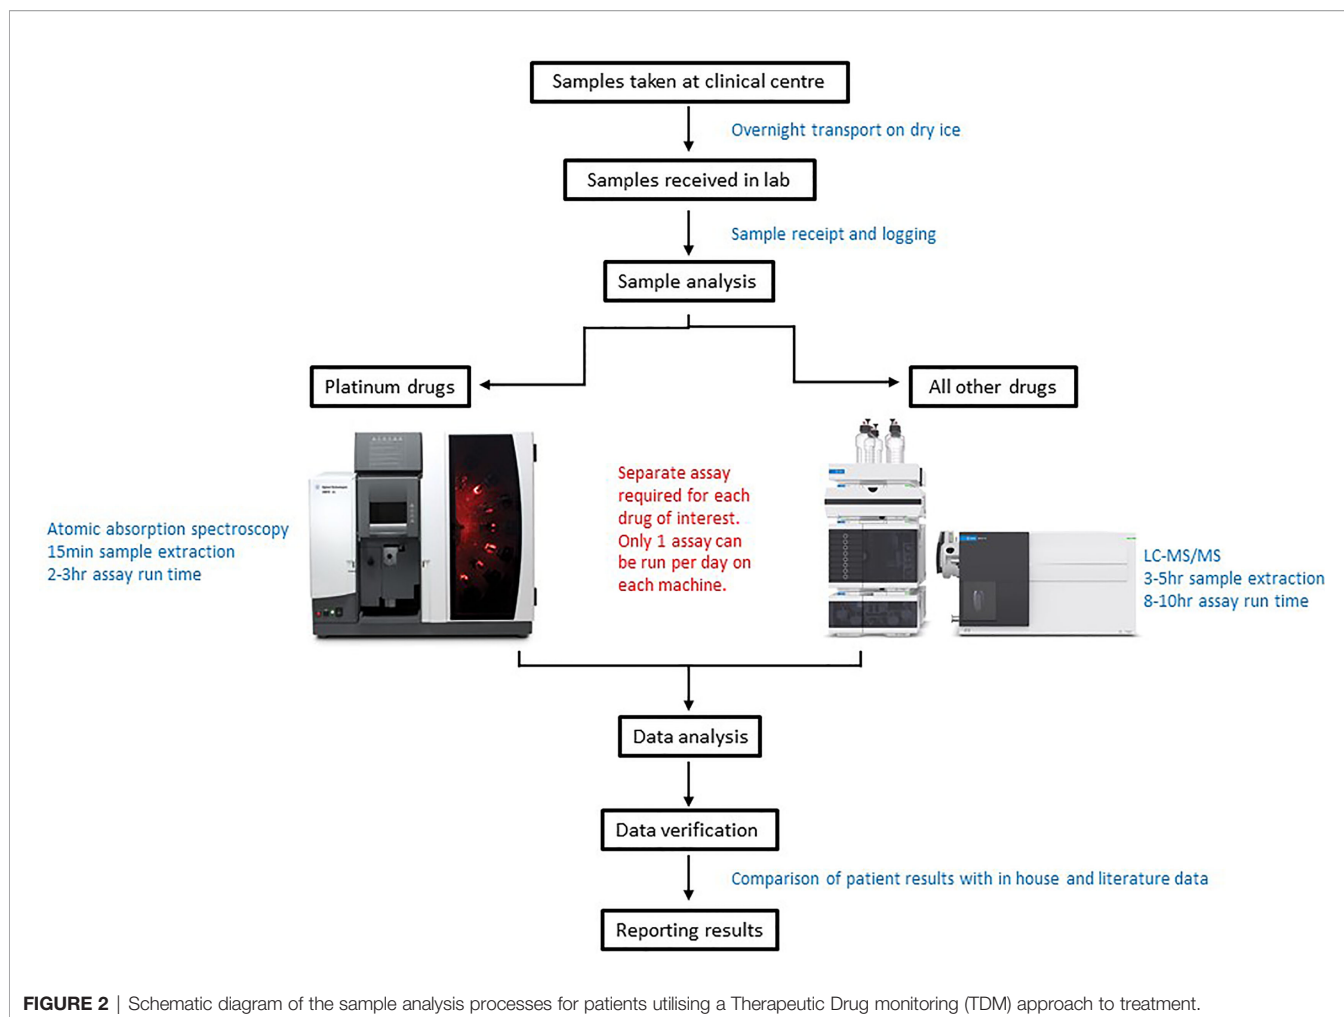 Samples taken at clinical centre
Overnight transport on dry ice
Samples received in lab
Sample receipt and logging
Sample analysis
Platinum drugs
All other drugs
Atomic absorption spectroscopy
15min sample extraction
2-3hr assay run time
Separate assay
required for each
drug of interest.
Only 1 assay can
be run per day on
each machine.
LC-MS/MS
3-5hr sample extraction
8-10hr assay run time
Data analysis
Data verification
Comparison of patient results with in house and literature data
Reporting results
FIGURE 2 | Schematic diagram of the sample analysis processes for patients utilising a Therapeutic Drug monitoring (TDM) approach to treatment.